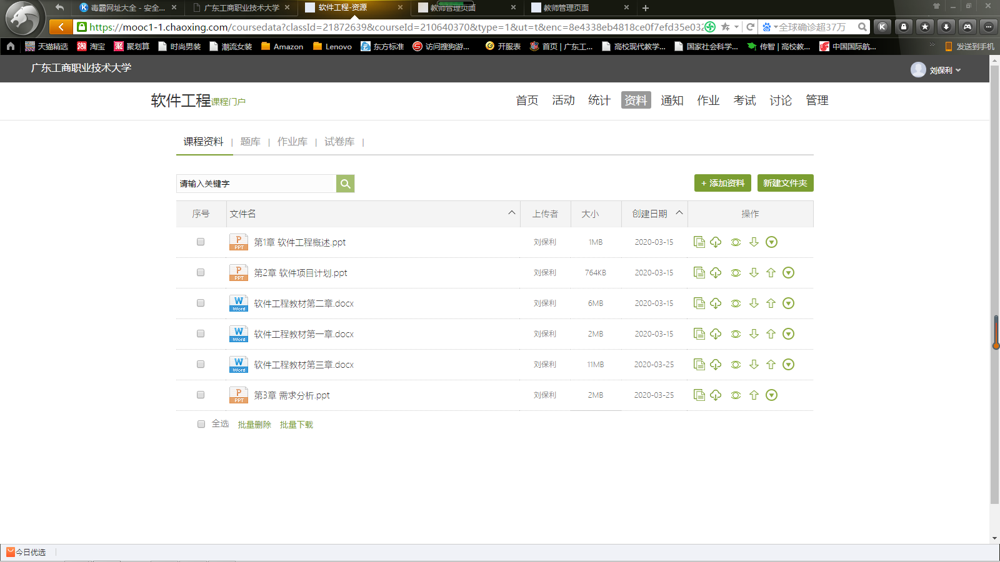 毒霸网址大全 - 安全... × 广东工商职业技术大学 × 软件工程-资源 × 教师管理页面 × 教师管理页面 × +
https://mooc1-1.chaoxing.com/coursedata?classId=21872639&courseId=210640370&type=1&ut=t&enc=8e4338eb4818ce0f7efd35e03 全球确诊超37万
天猫精选 淘宝 聚划算 时尚男装 潮流女装 Amazon Lenovo 东方标准 访问搜狗游... 开服表 首页 | 广东工... 高校现代教学... 国家社会科学... 传智 | 高校教... 中国国际航... » 发送到手机
广东工商职业技术大学 刘保利
软件工程 课程门户 首页 活动 统计 资料 通知 作业 考试 讨论 管理
课程资料 | 题库 | 作业库 | 试卷库 |
请输入关键字 + 添加资料 新建文件夹
序号 文件名 上传者 大小 创建日期 操作
P PPT 第1章 软件工程概述.ppt 刘保利 1MB 2020-03-15
P PPT 第2章 软件项目计划.ppt 刘保利 764KB 2020-03-15
W Word 软件工程教材第二章.docx 刘保利 6MB 2020-03-15
W Word 软件工程教材第一章.docx 刘保利 2MB 2020-03-15
W Word 软件工程教材第三章.docx 刘保利 11MB 2020-03-25
P PPT 第3章 需求分析.ppt 刘保利 2MB 2020-03-25
全选 批量删除 批量下载
今日优选